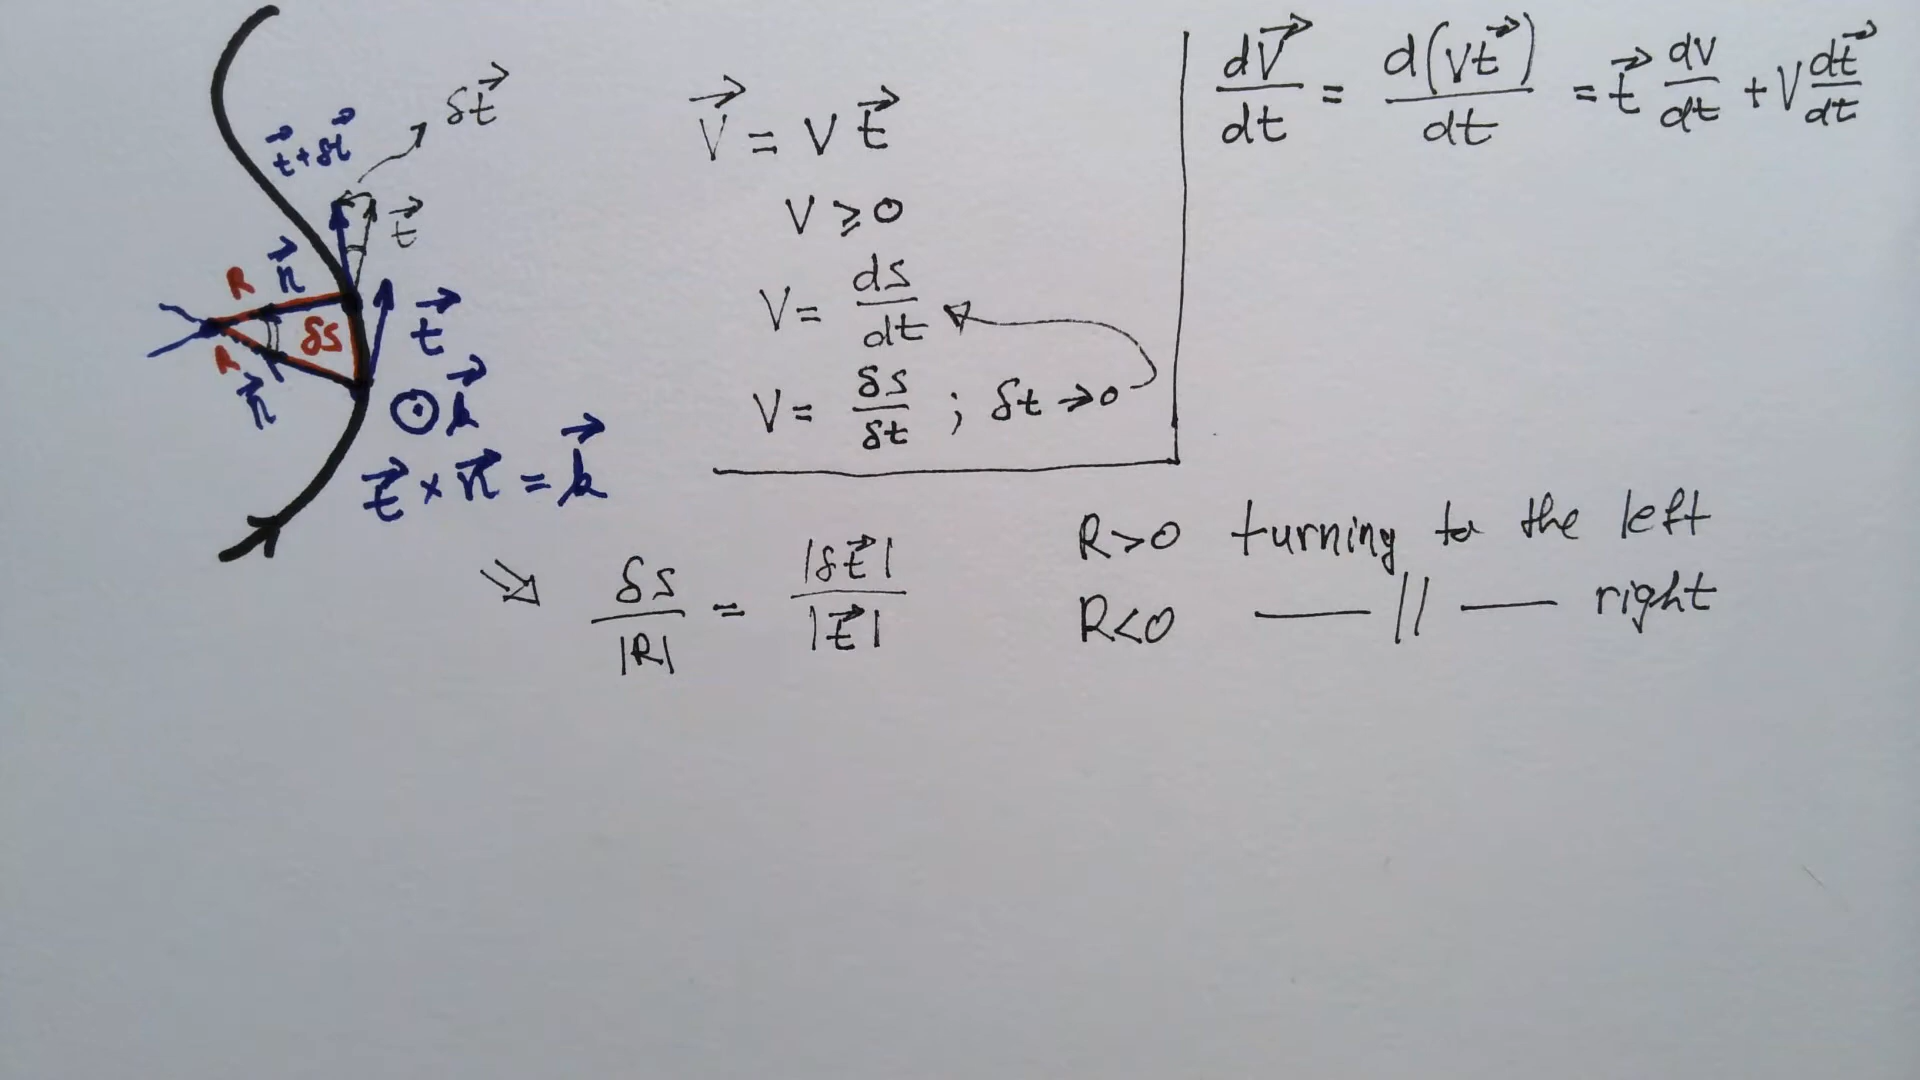 δt⃗
t⃗+δt⃗
t⃗
R n⃗
δs
t⃗
R
n⃗
⊙k⃗
t⃗ × n⃗ = k⃗
V⃗ = V t⃗
V ≥ 0
V = ds/dt
V = δs/δt ; δt → 0
dV⃗/dt = d(Vt⃗)/dt = t⃗ dV/dt + V dt⃗/dt
⇒ δs/|R| = |δt⃗|/|t⃗|
R>0 turning to the left
R<0 — // — right